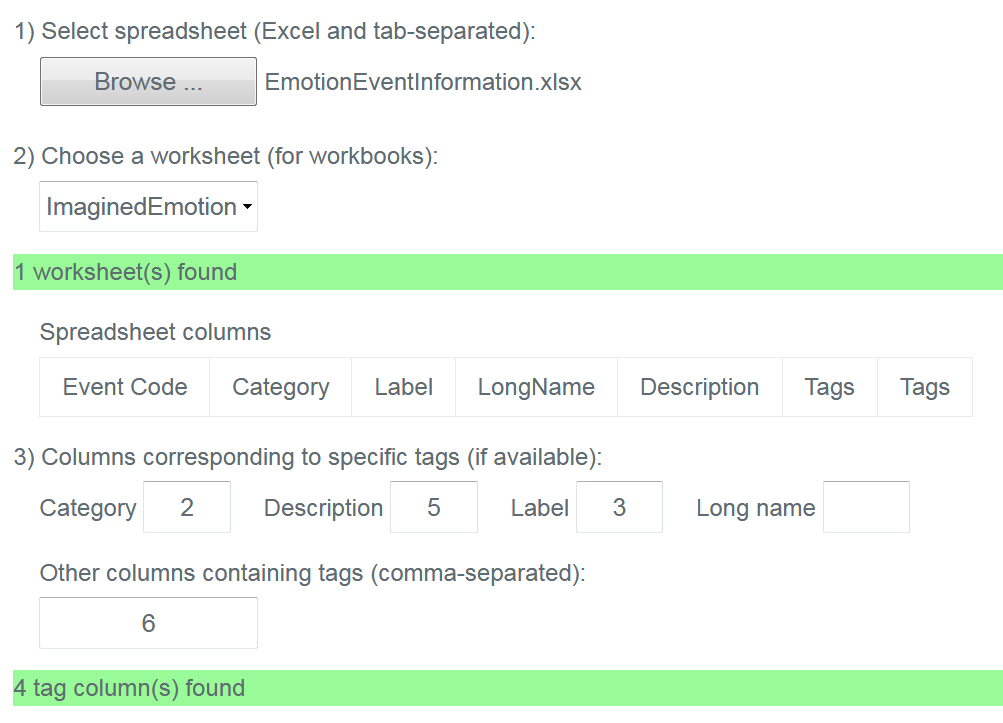 1) Select spreadsheet (Excel and tab-separated):
Browse ... EmotionEventInformation.xlsx
2) Choose a worksheet (for workbooks):
ImaginedEmotion
1 worksheet(s) found
Spreadsheet columns
Event Code Category Label LongName Description Tags Tags
3) Columns corresponding to specific tags (if available):
Category 2 Description 5 Label 3 Long name
Other columns containing tags (comma-separated):
6
4 tag column(s) found